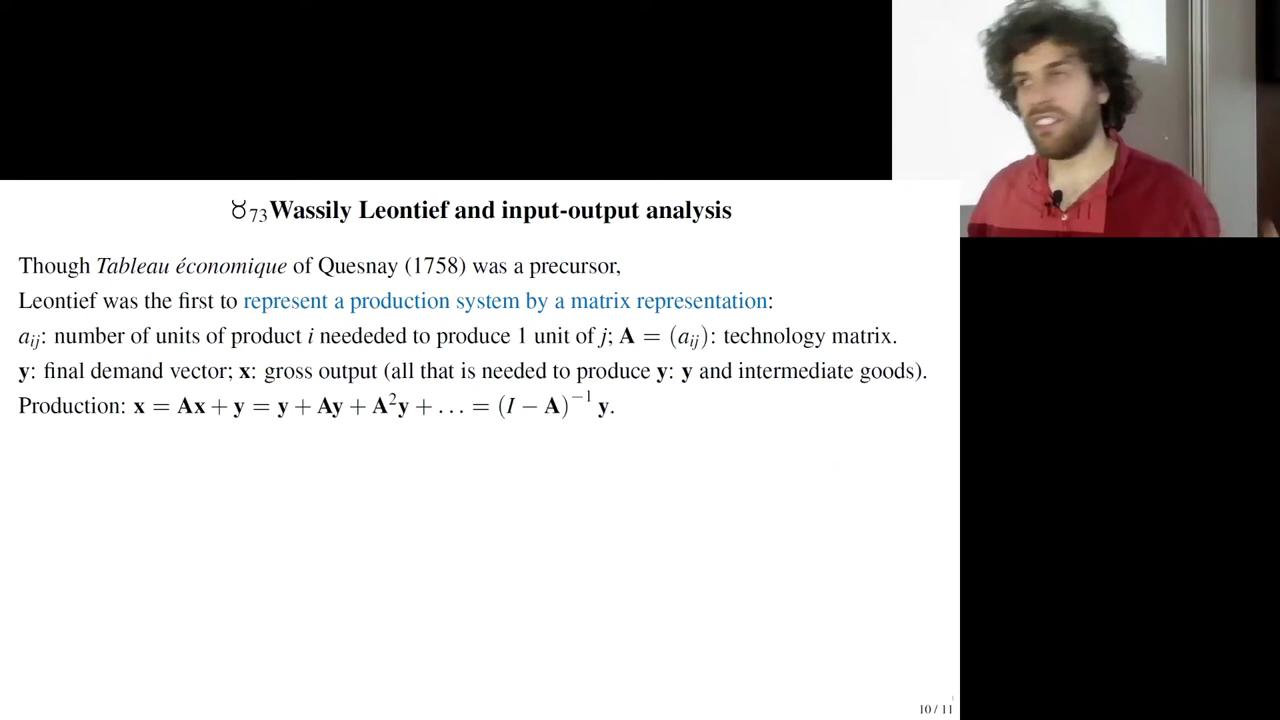 ♉73Wassily Leontief and input-output analysis
Though Tableau économique of Quesnay (1758) was a precursor,
Leontief was the first to represent a production system by a matrix representation:
aij: number of units of product i neededed to produce 1 unit of j; A = (aij): technology matrix.
y: final demand vector; x: gross output (all that is needed to produce y: y and intermediate goods).
Production: x = Ax + y = y + Ay + A²y + … = (I − A)⁻¹ y.
10 / 11